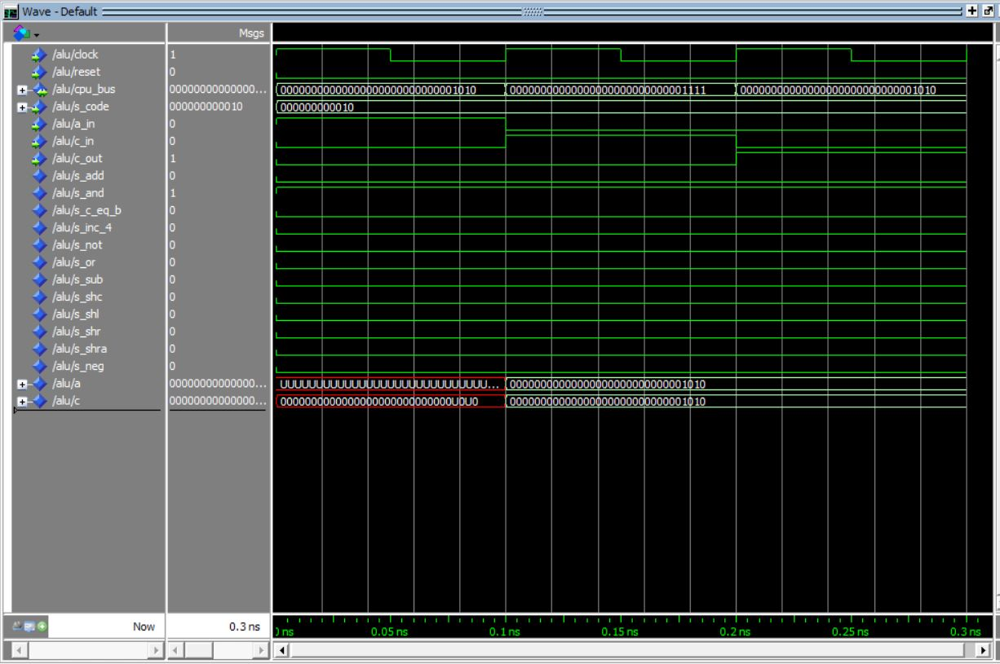 Wave - Default
Msgs
/alu/clock 1
/alu/reset 0
/alu/cpu_bus 00000000000000... 00000000000000000000000000001010 00000000000000000000000000001111 00000000000000000000000000001010
/alu/s_code 000000000010 000000000010
/alu/a_in 0
/alu/c_in 0
/alu/c_out 1
/alu/s_add 0
/alu/s_and 1
/alu/s_c_eq_b 0
/alu/s_inc_4 0
/alu/s_not 0
/alu/s_or 0
/alu/s_sub 0
/alu/s_shc 0
/alu/s_shl 0
/alu/s_shr 0
/alu/s_shra 0
/alu/s_neg 0
/alu/a 00000000000000... UUUUUUUUUUUUUUUUUUUUUUUUUUUUU... 00000000000000000000000000001010
/alu/c 00000000000000... 0000000000000000000000000000U0U0 00000000000000000000000000001010
Now 0.3 ns
ns 0.05 ns 0.1 ns 0.15 ns 0.2 ns 0.25 ns 0.3 ns